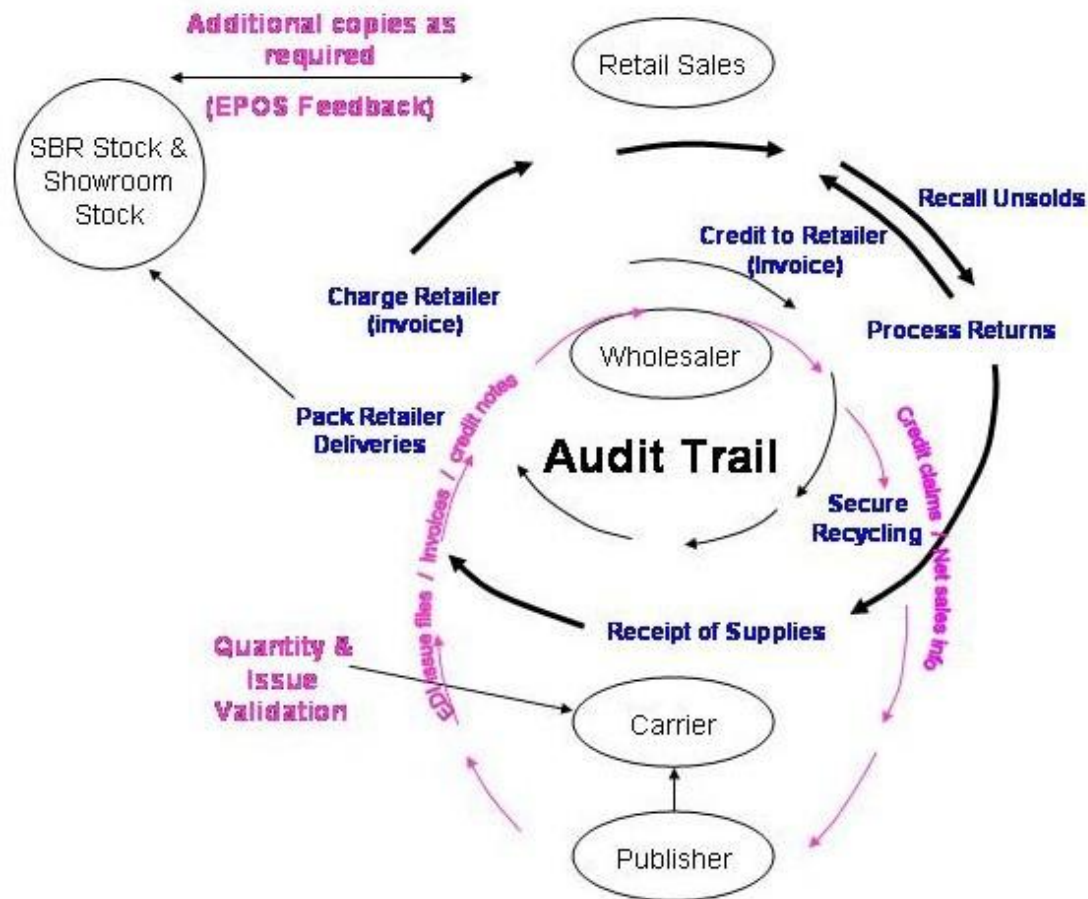 Additional copies as
required
(EPOS Feedback)
Retail Sales
SBR Stock &
Showroom
Stock
Recall Unsolds
Credit to Retailer
(Invoice)
Charge Retailer
(invoice)
Process Returns
Wholesaler
Pack Retailer
Deliveries
Audit Trail
Secure
Recycling
EDI issue files / Invoices / credit notes
Credit claims / Net sales info
Receipt of Supplies
Quantity &
Issue
Validation
Carrier
Publisher